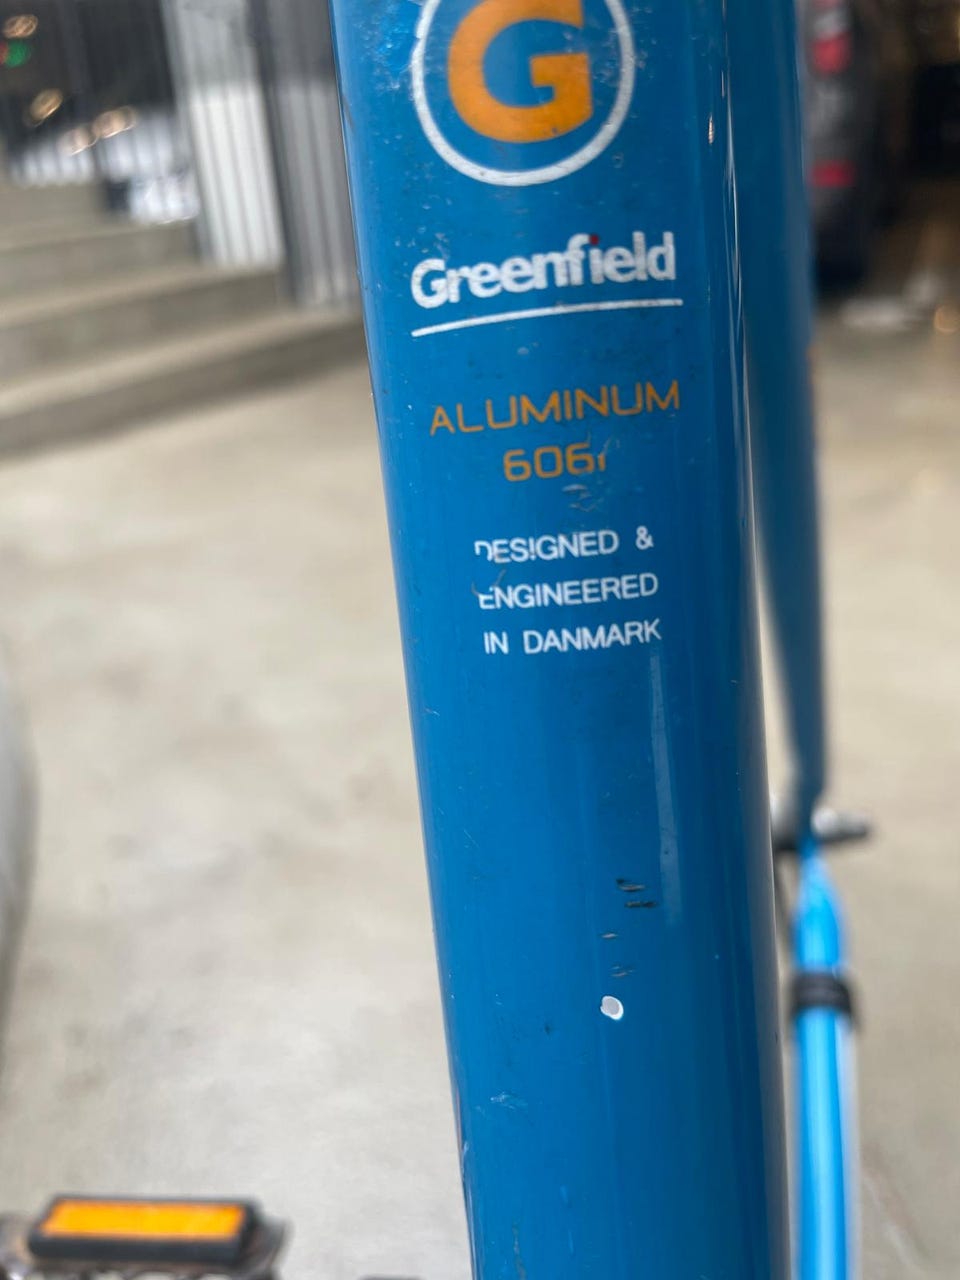 G
Greenfield
ALUMINUM
6061
DESIGNED &
ENGINEERED
IN DANMARK